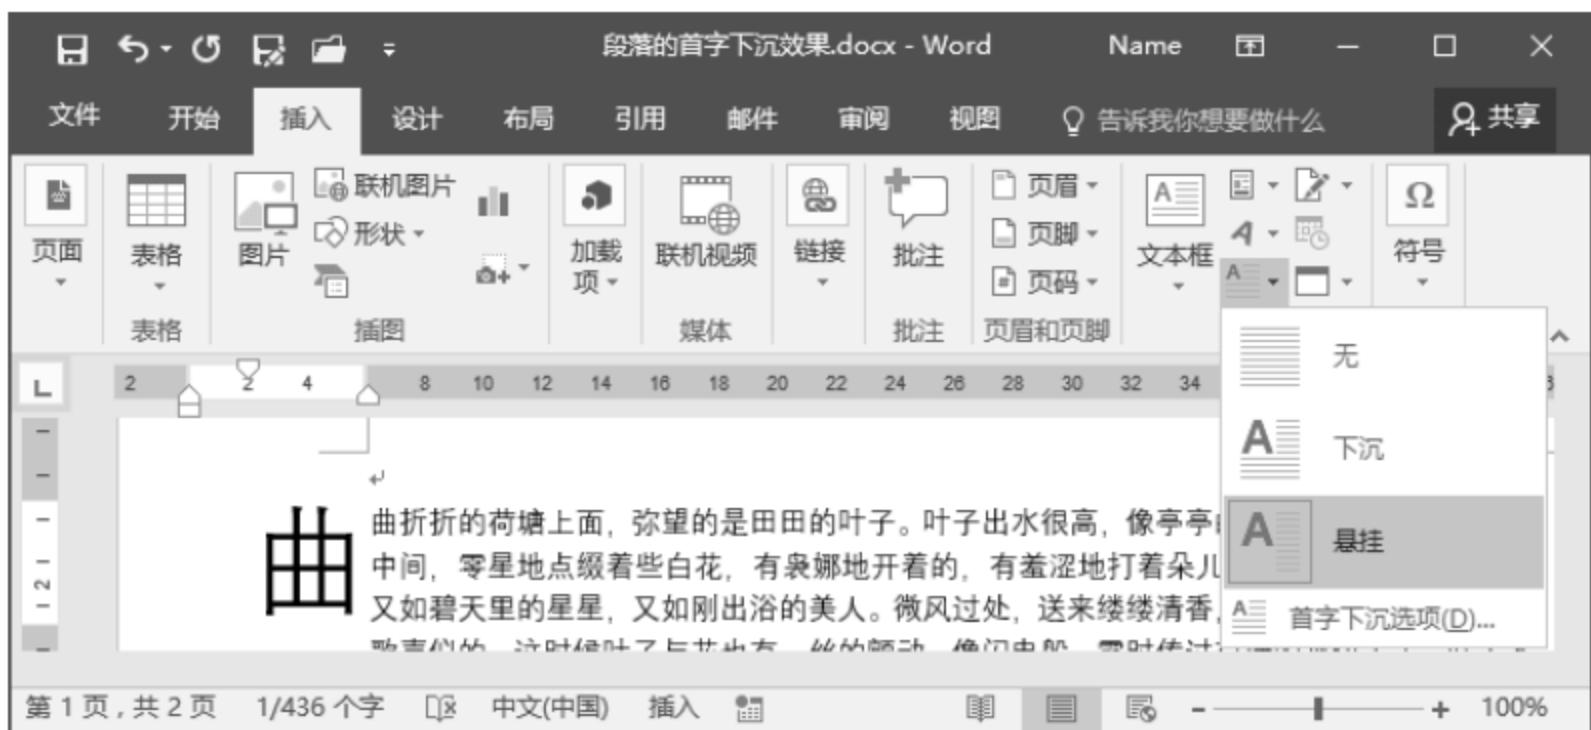 段落的首字下沉效果.docx - Word Name
文件 开始 插入 设计 布局 引用 邮件 审阅 视图 告诉我你想要做什么 共享
页面 表格 图片 联机图片 形状 加载项 联机视频 链接 批注 页眉 页脚 页码 文本框 符号
表格 插图 媒体 批注 页眉和页脚
无
下沉
悬挂
首字下沉选项(D)...
2 2 4 8 10 12 14 16 18 20 22 24 26 28 30 32 34
曲
曲折折的荷塘上面，弥望的是田田的叶子。叶子出水很高，像亭亭
中间，零星地点缀着些白花，有袅娜地开着的，有羞涩地打着朵儿
又如碧天里的星星，又如刚出浴的美人。微风过处，送来缕缕清香，
2
第 1 页，共 2 页 1/436 个字 中文(中国) 插入 100%